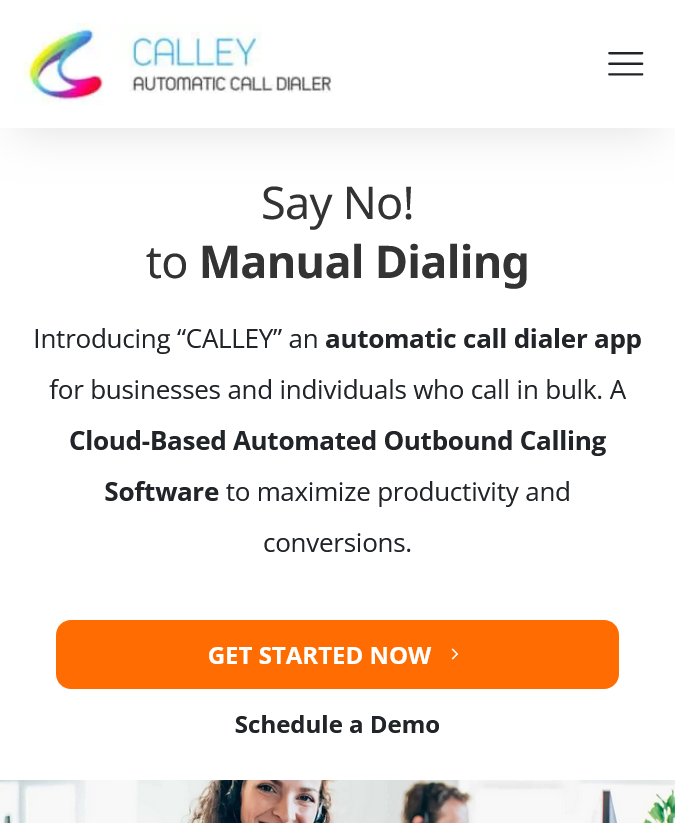 CALLEY
AUTOMATIC CALL DIALER
Say No!
to Manual Dialing
Introducing “CALLEY” an automatic call dialer app
for businesses and individuals who call in bulk. A
Cloud-Based Automated Outbound Calling
Software to maximize productivity and
conversions.
GET STARTED NOW
Schedule a Demo